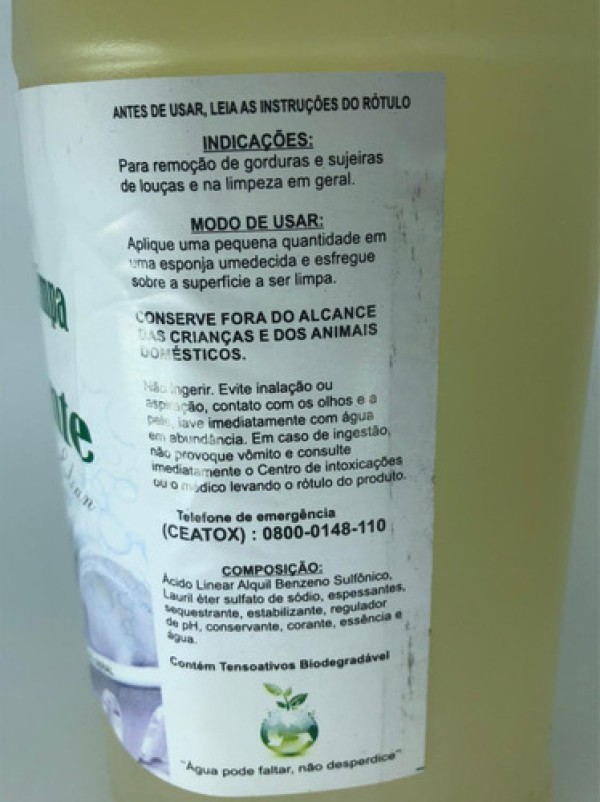 ANTES DE USAR, LEIA AS INSTRUÇÕES DO RÓTULO
INDICAÇÕES:
Para remoção de gorduras e sujeiras
de louças e na limpeza em geral.
MODO DE USAR:
Aplique uma pequena quantidade em
uma esponja umedecida e esfregue
sobre a superficie a ser limpa.
CONSERVE FORA DO ALCANCE
DAS CRIANÇAS E DOS ANIMAIS
DOMÉSTICOS.
Não ingerir. Evite inalação ou
aspiração, contato com os olhos e a
pele, lave imediatamente com água
em abundância. Em caso de ingestão,
não provoque vômito e consulte
imediatamente o Centro de intoxicações
ou o médico levando o rótulo do produto.
Telefone de emergência
(CEATOX) : 0800-0148-110
COMPOSIÇÃO:
Ácido Linear Alquil Benzeno Sulfônico,
Lauril éter sulfato de sódio, espessantes,
sequestrante, estabilizante, regulador
de pH, conservante, corante, essência e
água.
Contém Tensoativos Biodegradável
"Água pode faltar, não desperdice"